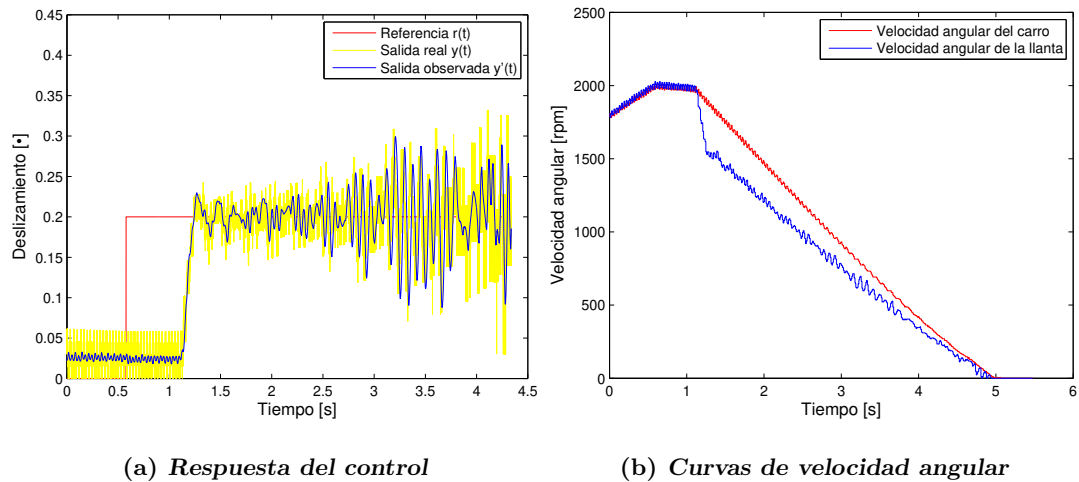 0.45
0.4
0.35
0.3
0.25
0.2
0.15
0.1
0.05
0
Deslizamiento [•]
Referencia r(t)
Salida real y(t)
Salida observada y'(t)
0 0.5 1 1.5 2 2.5 3 3.5 4 4.5
Tiempo [s]
(a) Respuesta del control
2500
2000
1500
1000
500
0
Velocidad angular [rpm]
Velocidad angular del carro
Velocidad angular de la llanta
0 1 2 3 4 5 6
Tiempo [s]
(b) Curvas de velocidad angular